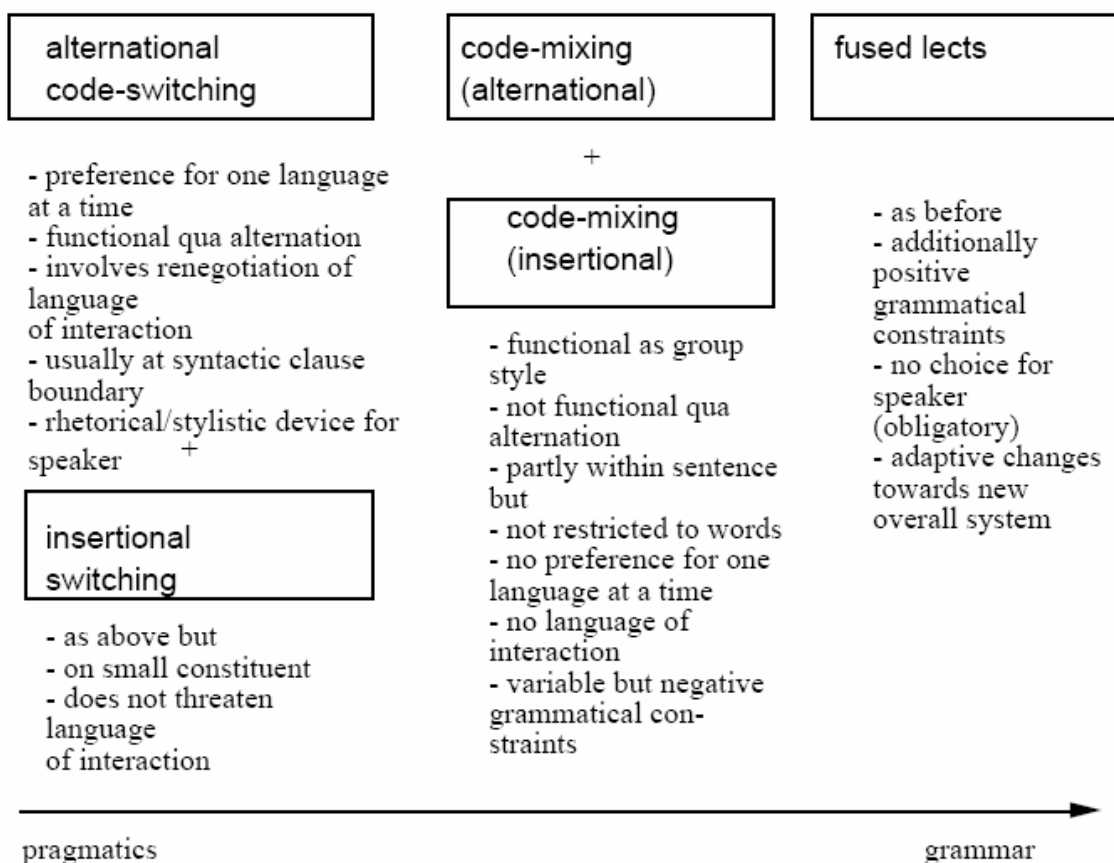 alternational
code-switching
- preference for one language
at a time
- functional qua alternation
- involves renegotiation of
language
of interaction
- usually at syntactic clause
boundary
- rhetorical/stylistic device for
speaker +
insertional
switching
- as above but
- on small constituent
- does not threaten
language
of interaction
code-mixing
(alternational)
+
code-mixing
(insertional)
- functional as group
style
- not functional qua
alternation
- partly within sentence
but
- not restricted to words
- no preference for one
language at a time
- no language of
interaction
- variable but negative
grammatical con-
straints
fused lects
- as before
- additionally
positive
grammatical
constraints
- no choice for
speaker
(obligatory)
- adaptive changes
towards new
overall system
pragmatics
grammar